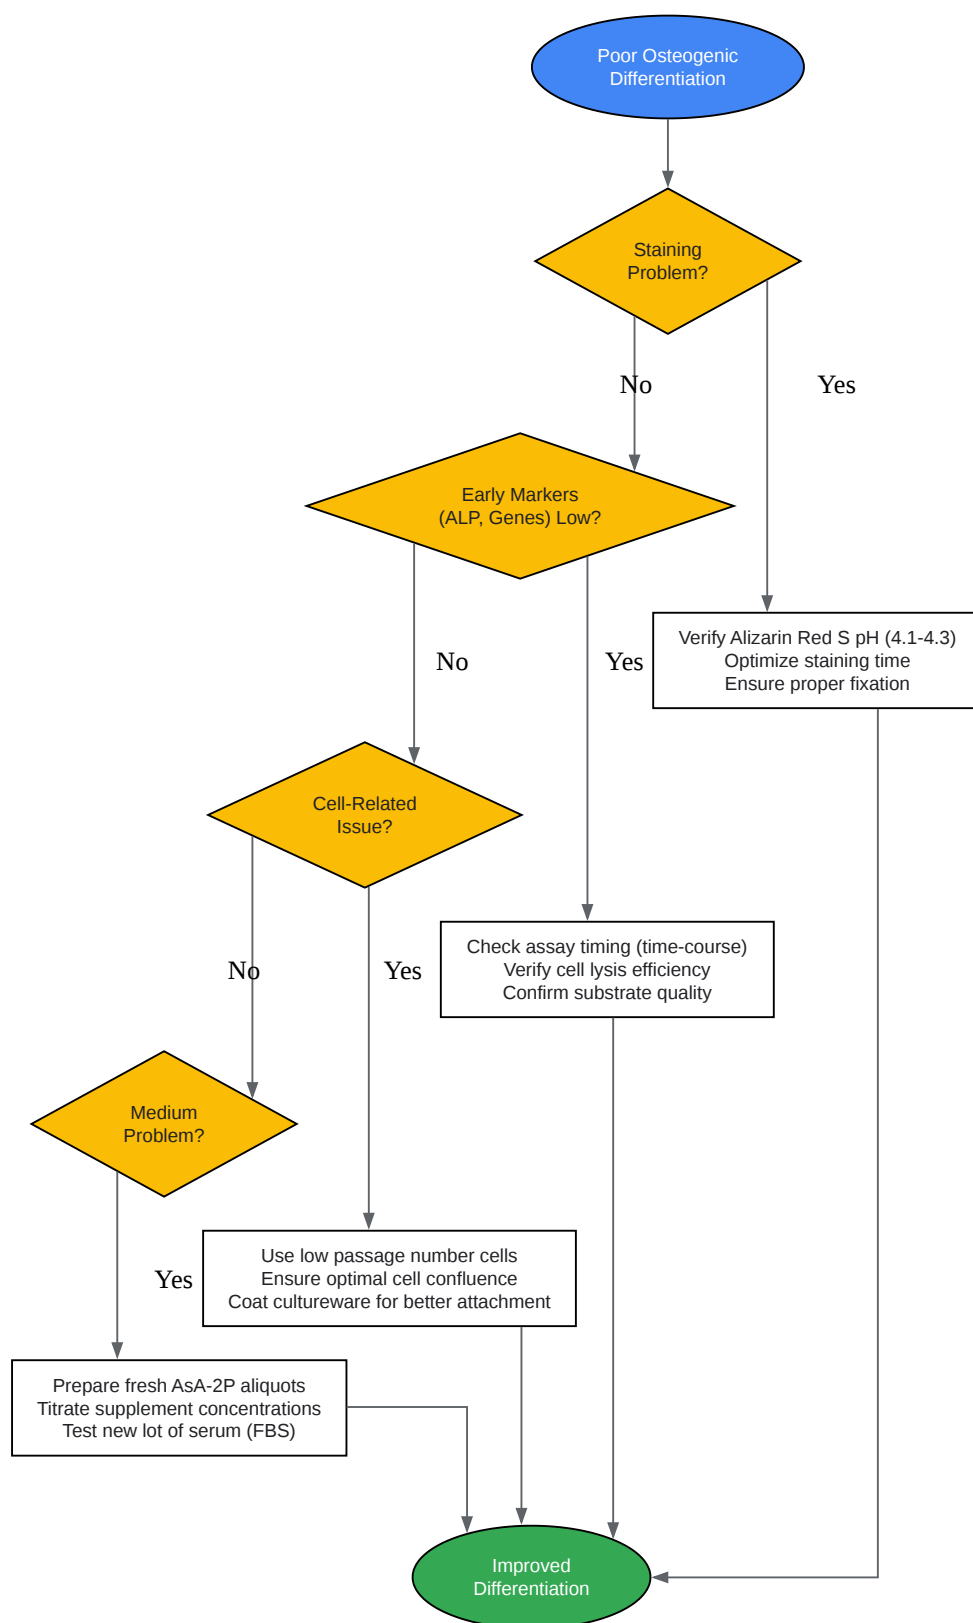 Poor Osteogenic
Differentiation
Staining
Problem?
No
Yes
Early Markers
(ALP, Genes) Low?
Verify Alizarin Red S pH (4.1-4.3)
Optimize staining time
Ensure proper fixation
No
Yes
Cell-Related
Issue?
Check assay timing (time-course)
Verify cell lysis efficiency
Confirm substrate quality
No
Yes
Medium
Problem?
Use low passage number cells
Ensure optimal cell confluence
Coat cultureware for better attachment
Yes
Prepare fresh AsA-2P aliquots
Titrate supplement concentrations
Test new lot of serum (FBS)
Improved
Differentiation